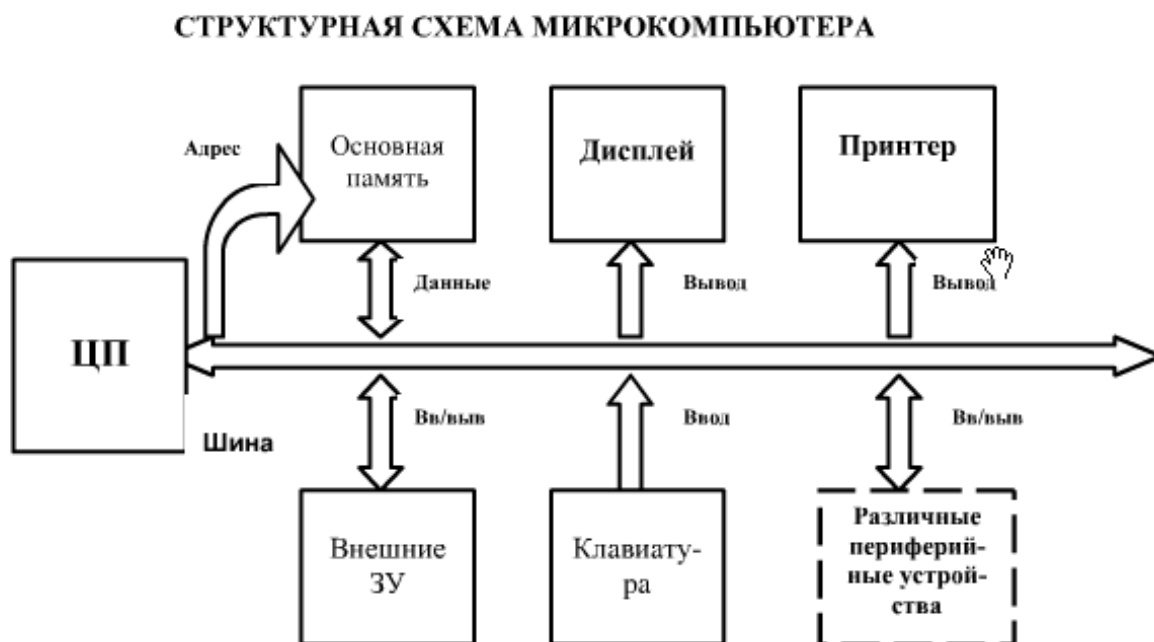 СТРУКТУРНАЯ СХЕМА МИКРОКОМПЬЮТЕРА
Адрес
Основная
память
Дисплей
Принтер
Данные
Вывод
Вывод
ЦП
Шина
Вв/выв
Ввод
Вв/выв
Внешние
ЗУ
Клавиату-
ра
Различные
периферий-
ные устрой-
ства